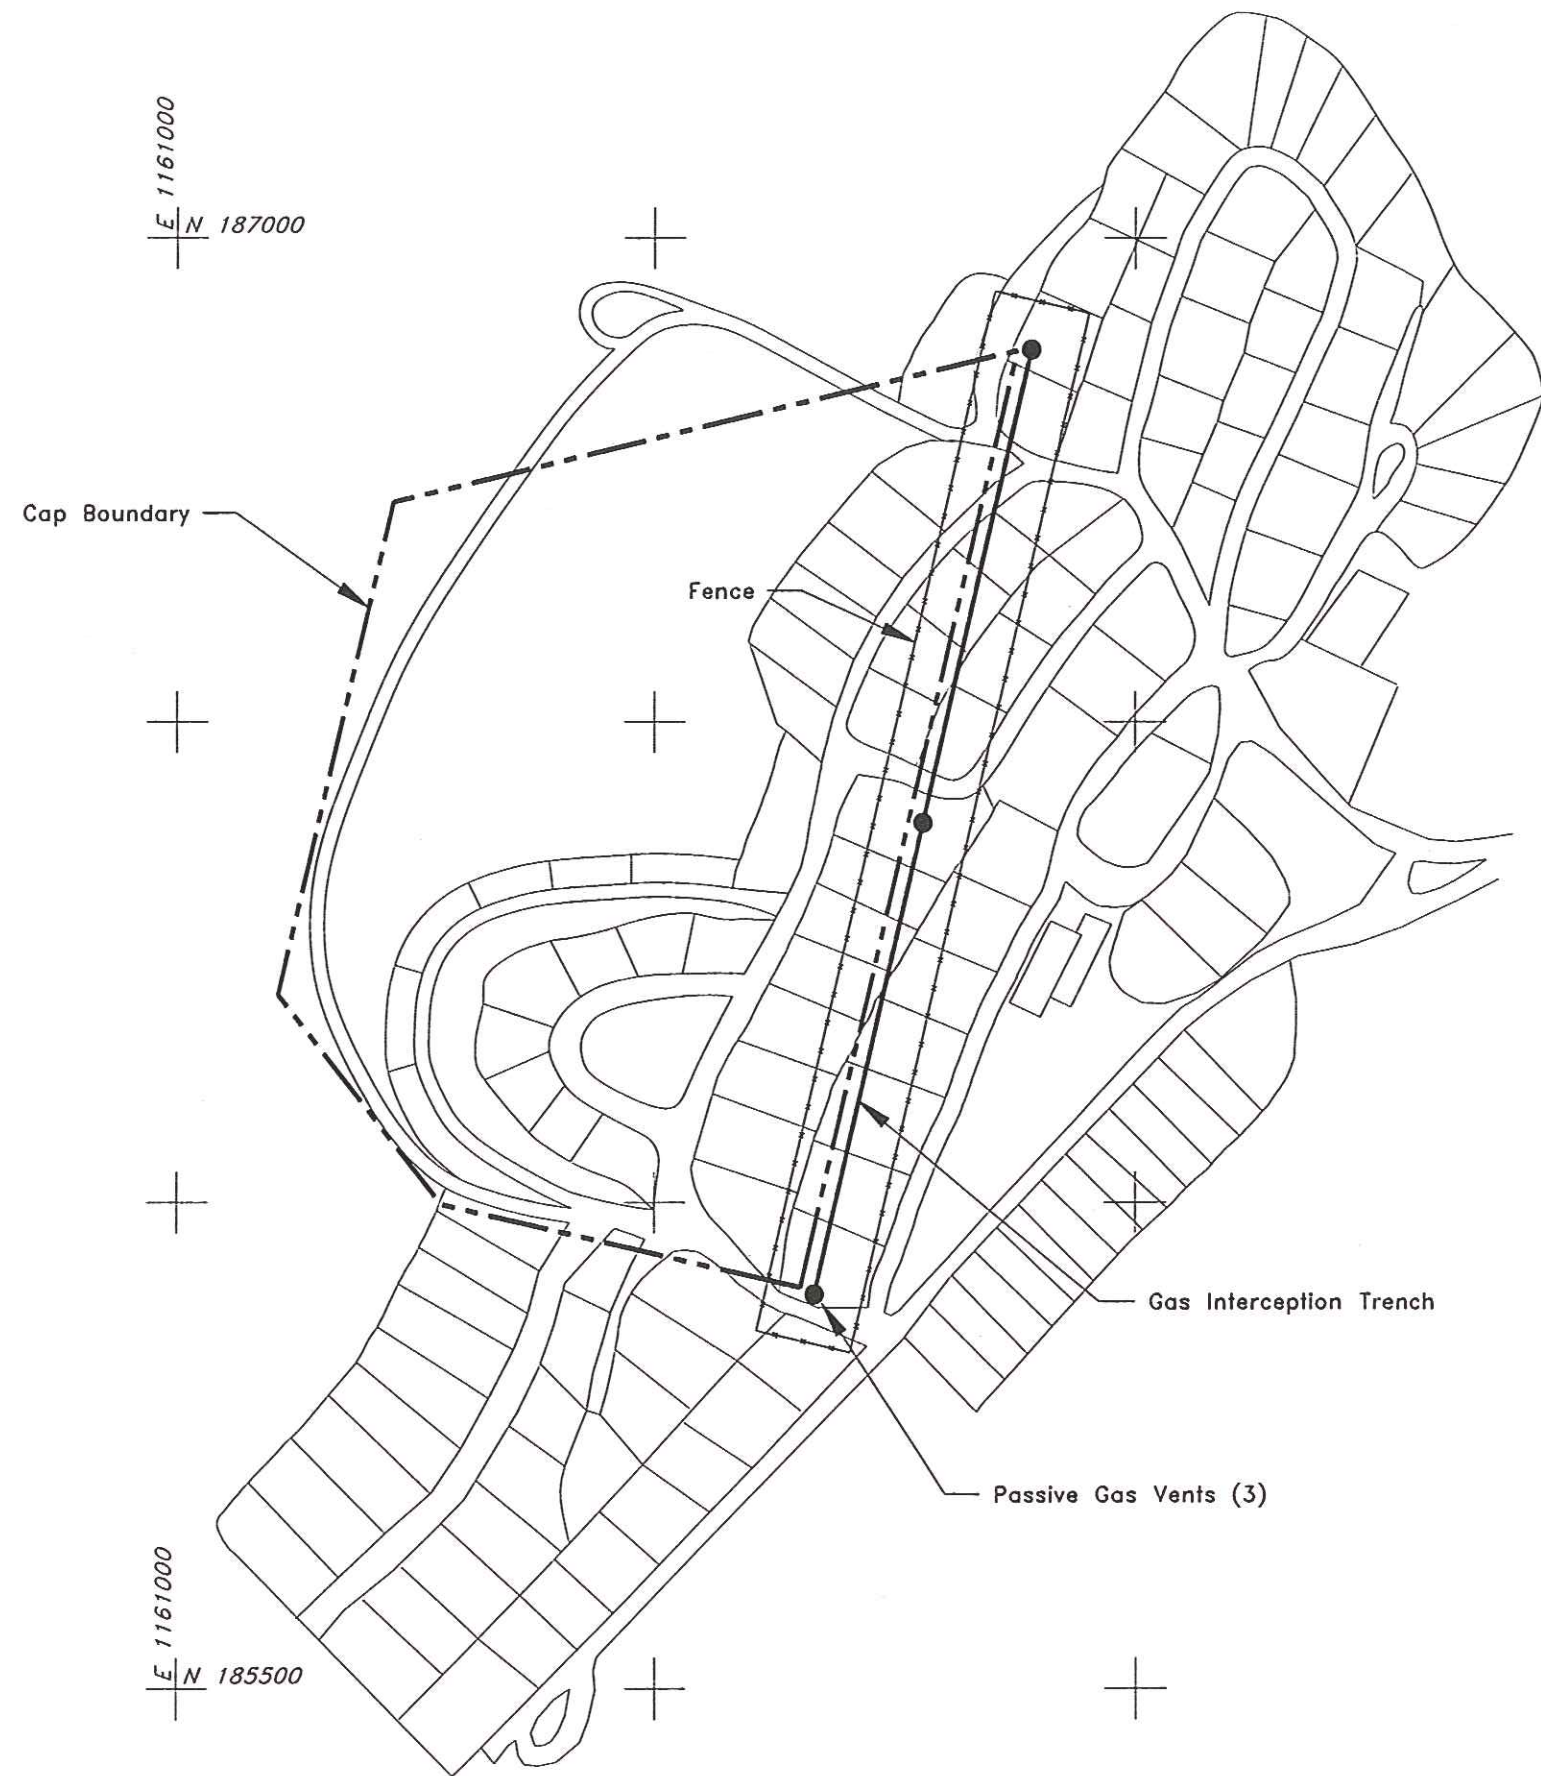 E 1161000
N 187000
Cap Boundary
Fence
Gas Interception Trench
Passive Gas Vents (3)
E 1161000
N 185500